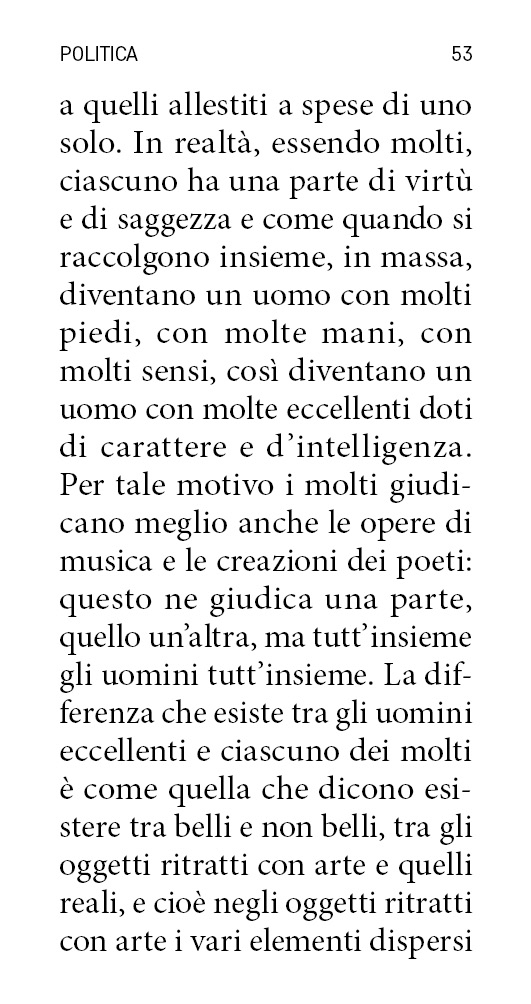 POLITICA 53
a quelli allestiti a spese di uno
solo. In realtà, essendo molti,
ciascuno ha una parte di virtù
e di saggezza e come quando si
raccolgono insieme, in massa,
diventano un uomo con molti
piedi, con molte mani, con
molti sensi, così diventano un
uomo con molte eccellenti doti
di carattere e d’intelligenza.
Per tale motivo i molti giudi-
cano meglio anche le opere di
musica e le creazioni dei poeti:
questo ne giudica una parte,
quello un’altra, ma tutt’insieme
gli uomini tutt’insieme. La dif-
ferenza che esiste tra gli uomini
eccellenti e ciascuno dei molti
è come quella che dicono esi-
stere tra belli e non belli, tra gli
oggetti ritratti con arte e quelli
reali, e cioè negli oggetti ritratti
con arte i vari elementi dispersi